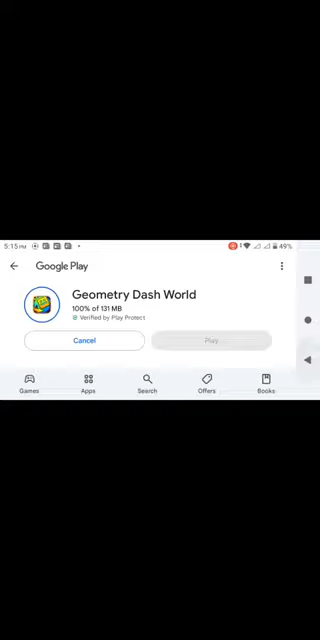 5:15 PM 49%
Google Play
Geometry Dash World
100% of 131 MB
Verified by Play Protect
Cancel Play
Games Apps Search Offers Books